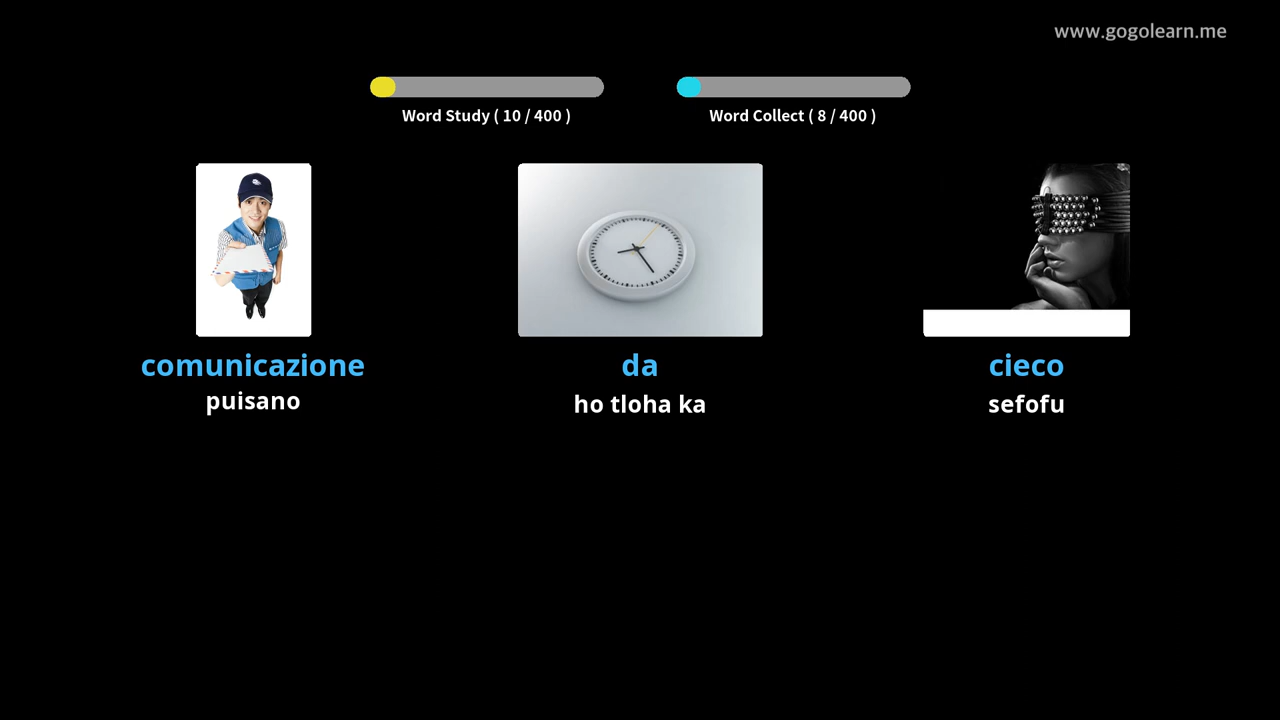 www.gogolearn.me
Word Study ( 10 / 400 )
Word Collect ( 8 / 400 )
comunicazione
puisano
da
ho tloha ka
cieco
sefofu